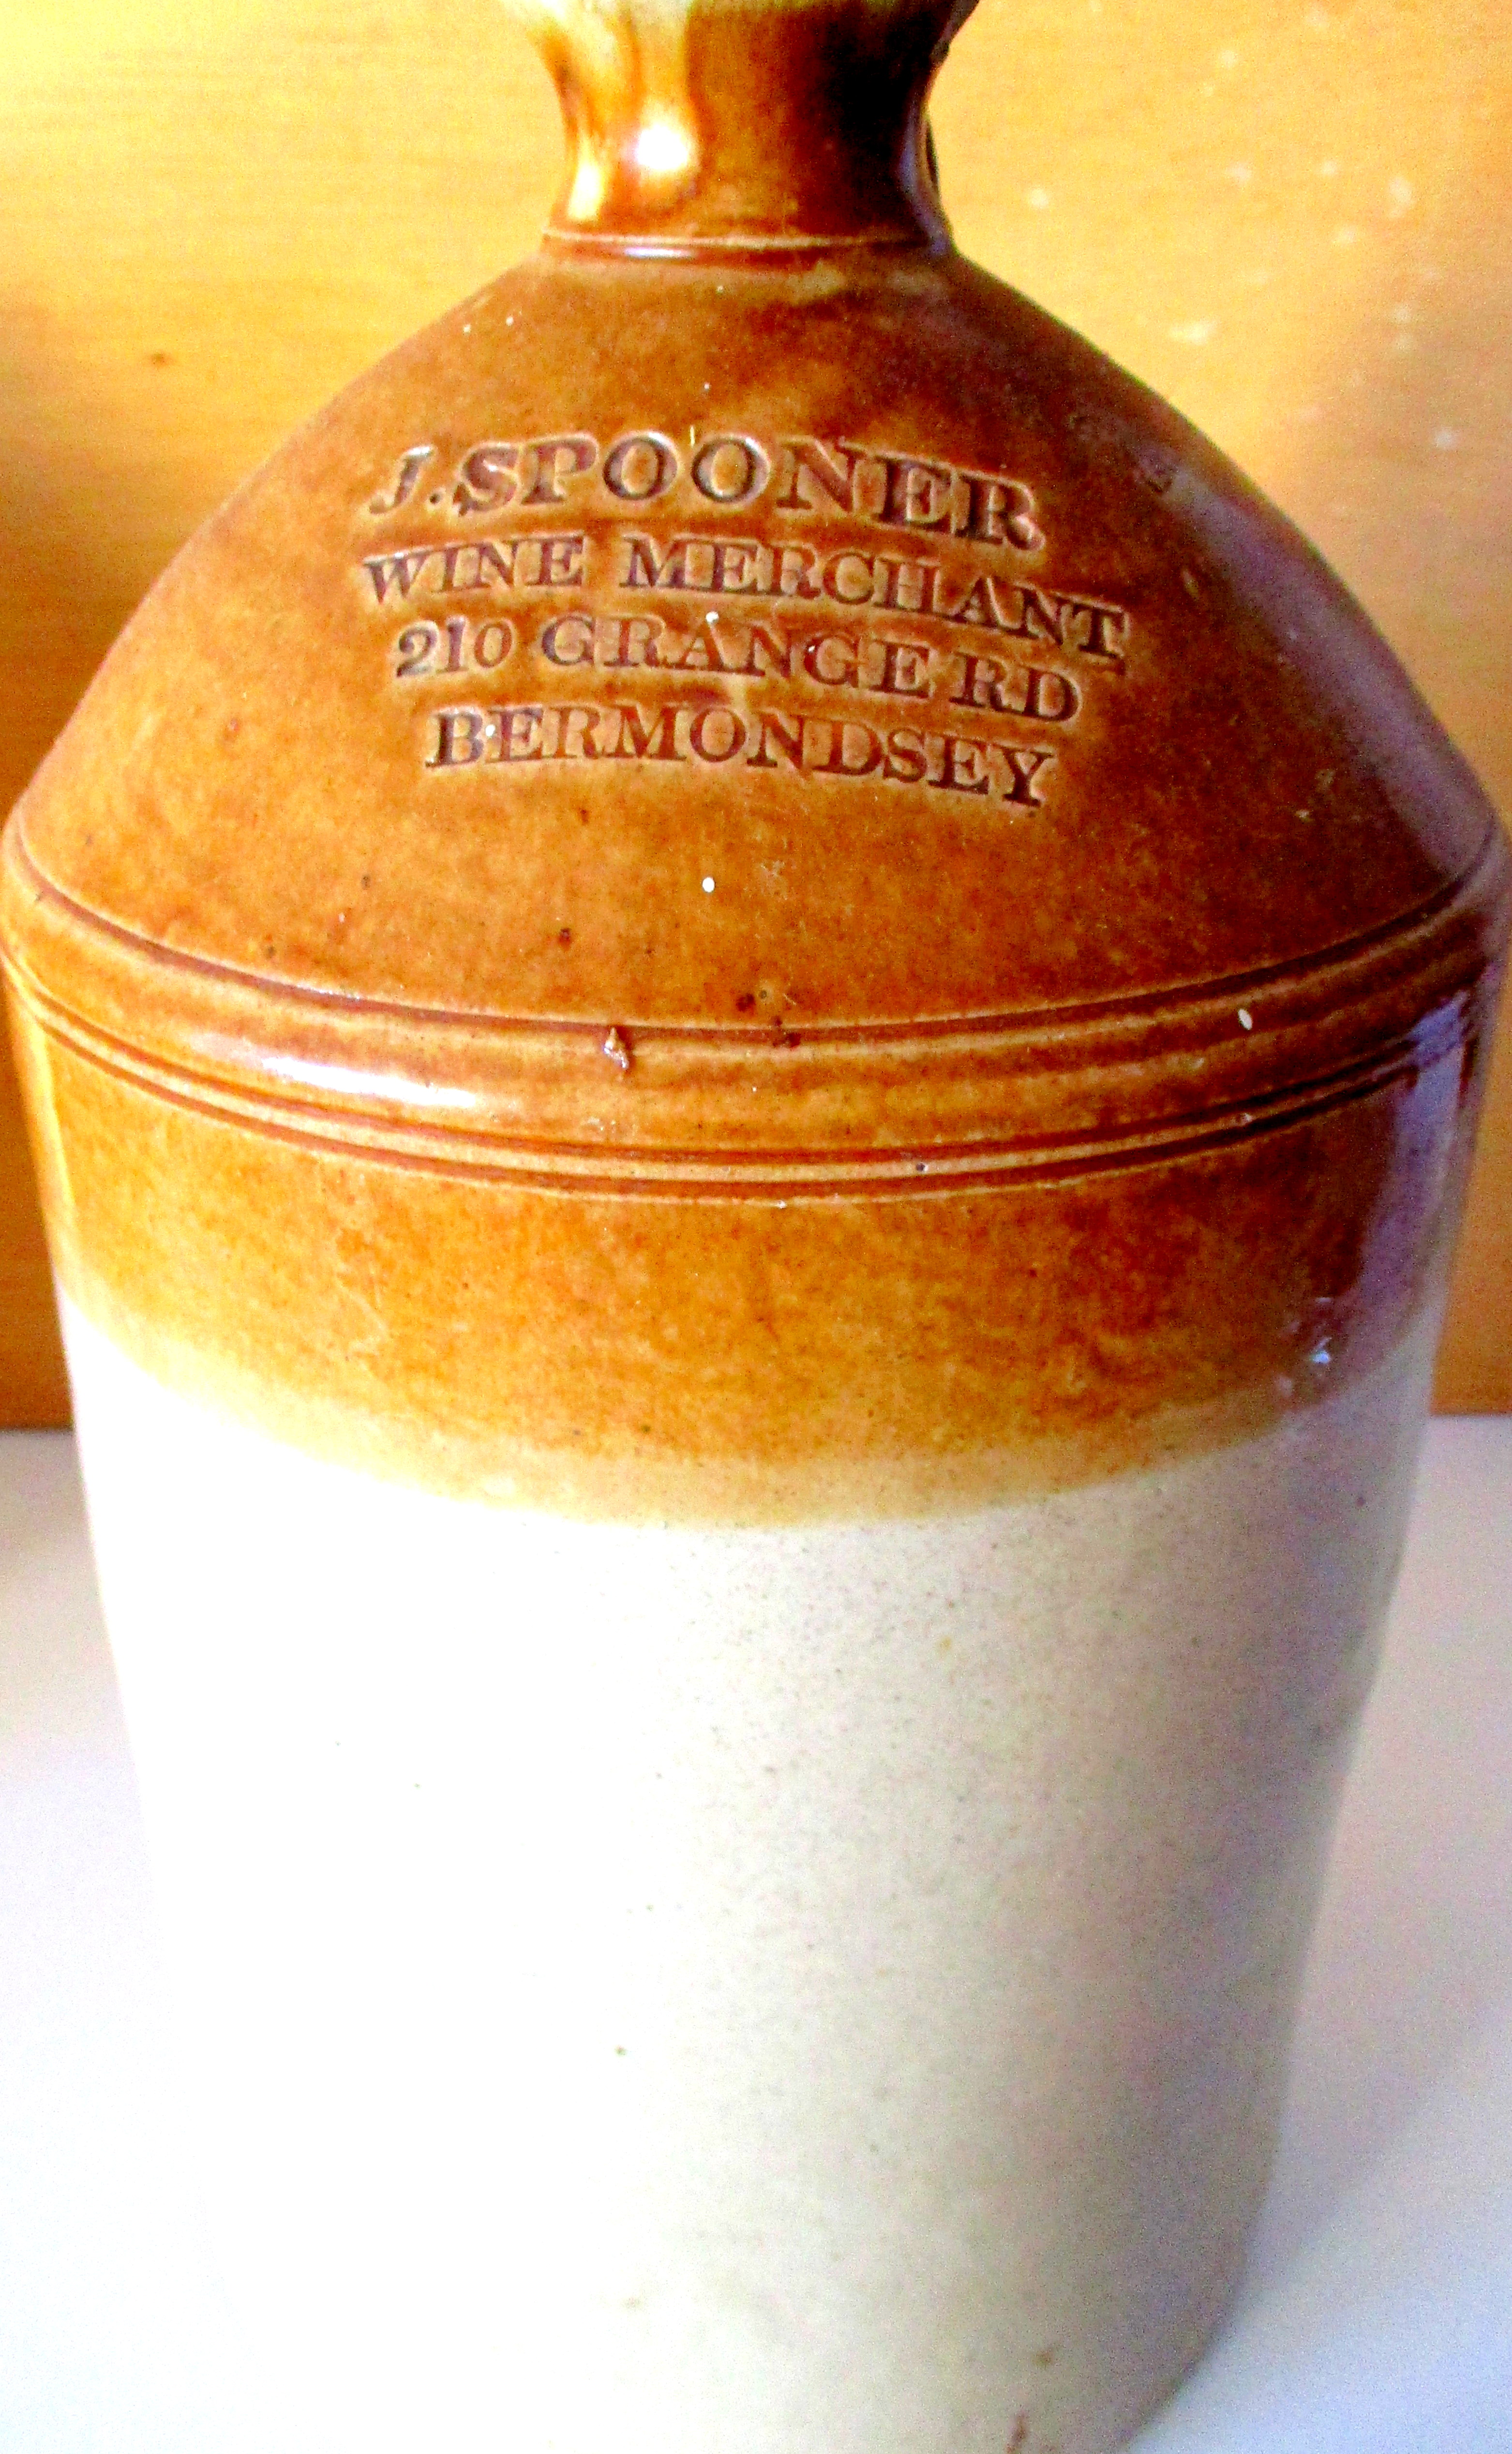 J. SPOONER
WINE MERCHANT
210 GRANGE RD
BERMONDSEY